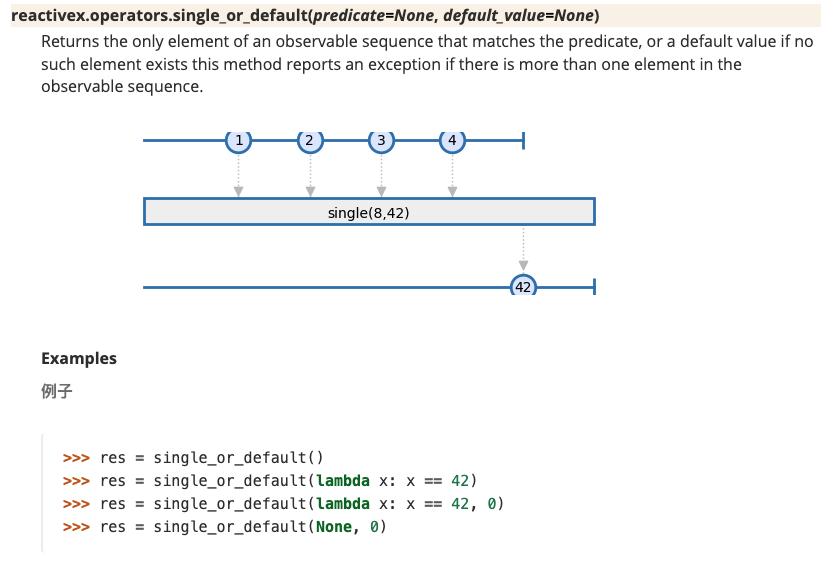 reactivex.operators.single_or_default(predicate=None, default_value=None)
Returns the only element of an observable sequence that matches the predicate, or a default value if no
such element exists this method reports an exception if there is more than one element in the
observable sequence.
1 2 3 4
single(8,42)
42
Examples
例子
>>> res = single_or_default()
>>> res = single_or_default(lambda x: x == 42)
>>> res = single_or_default(lambda x: x == 42, 0)
>>> res = single_or_default(None, 0)